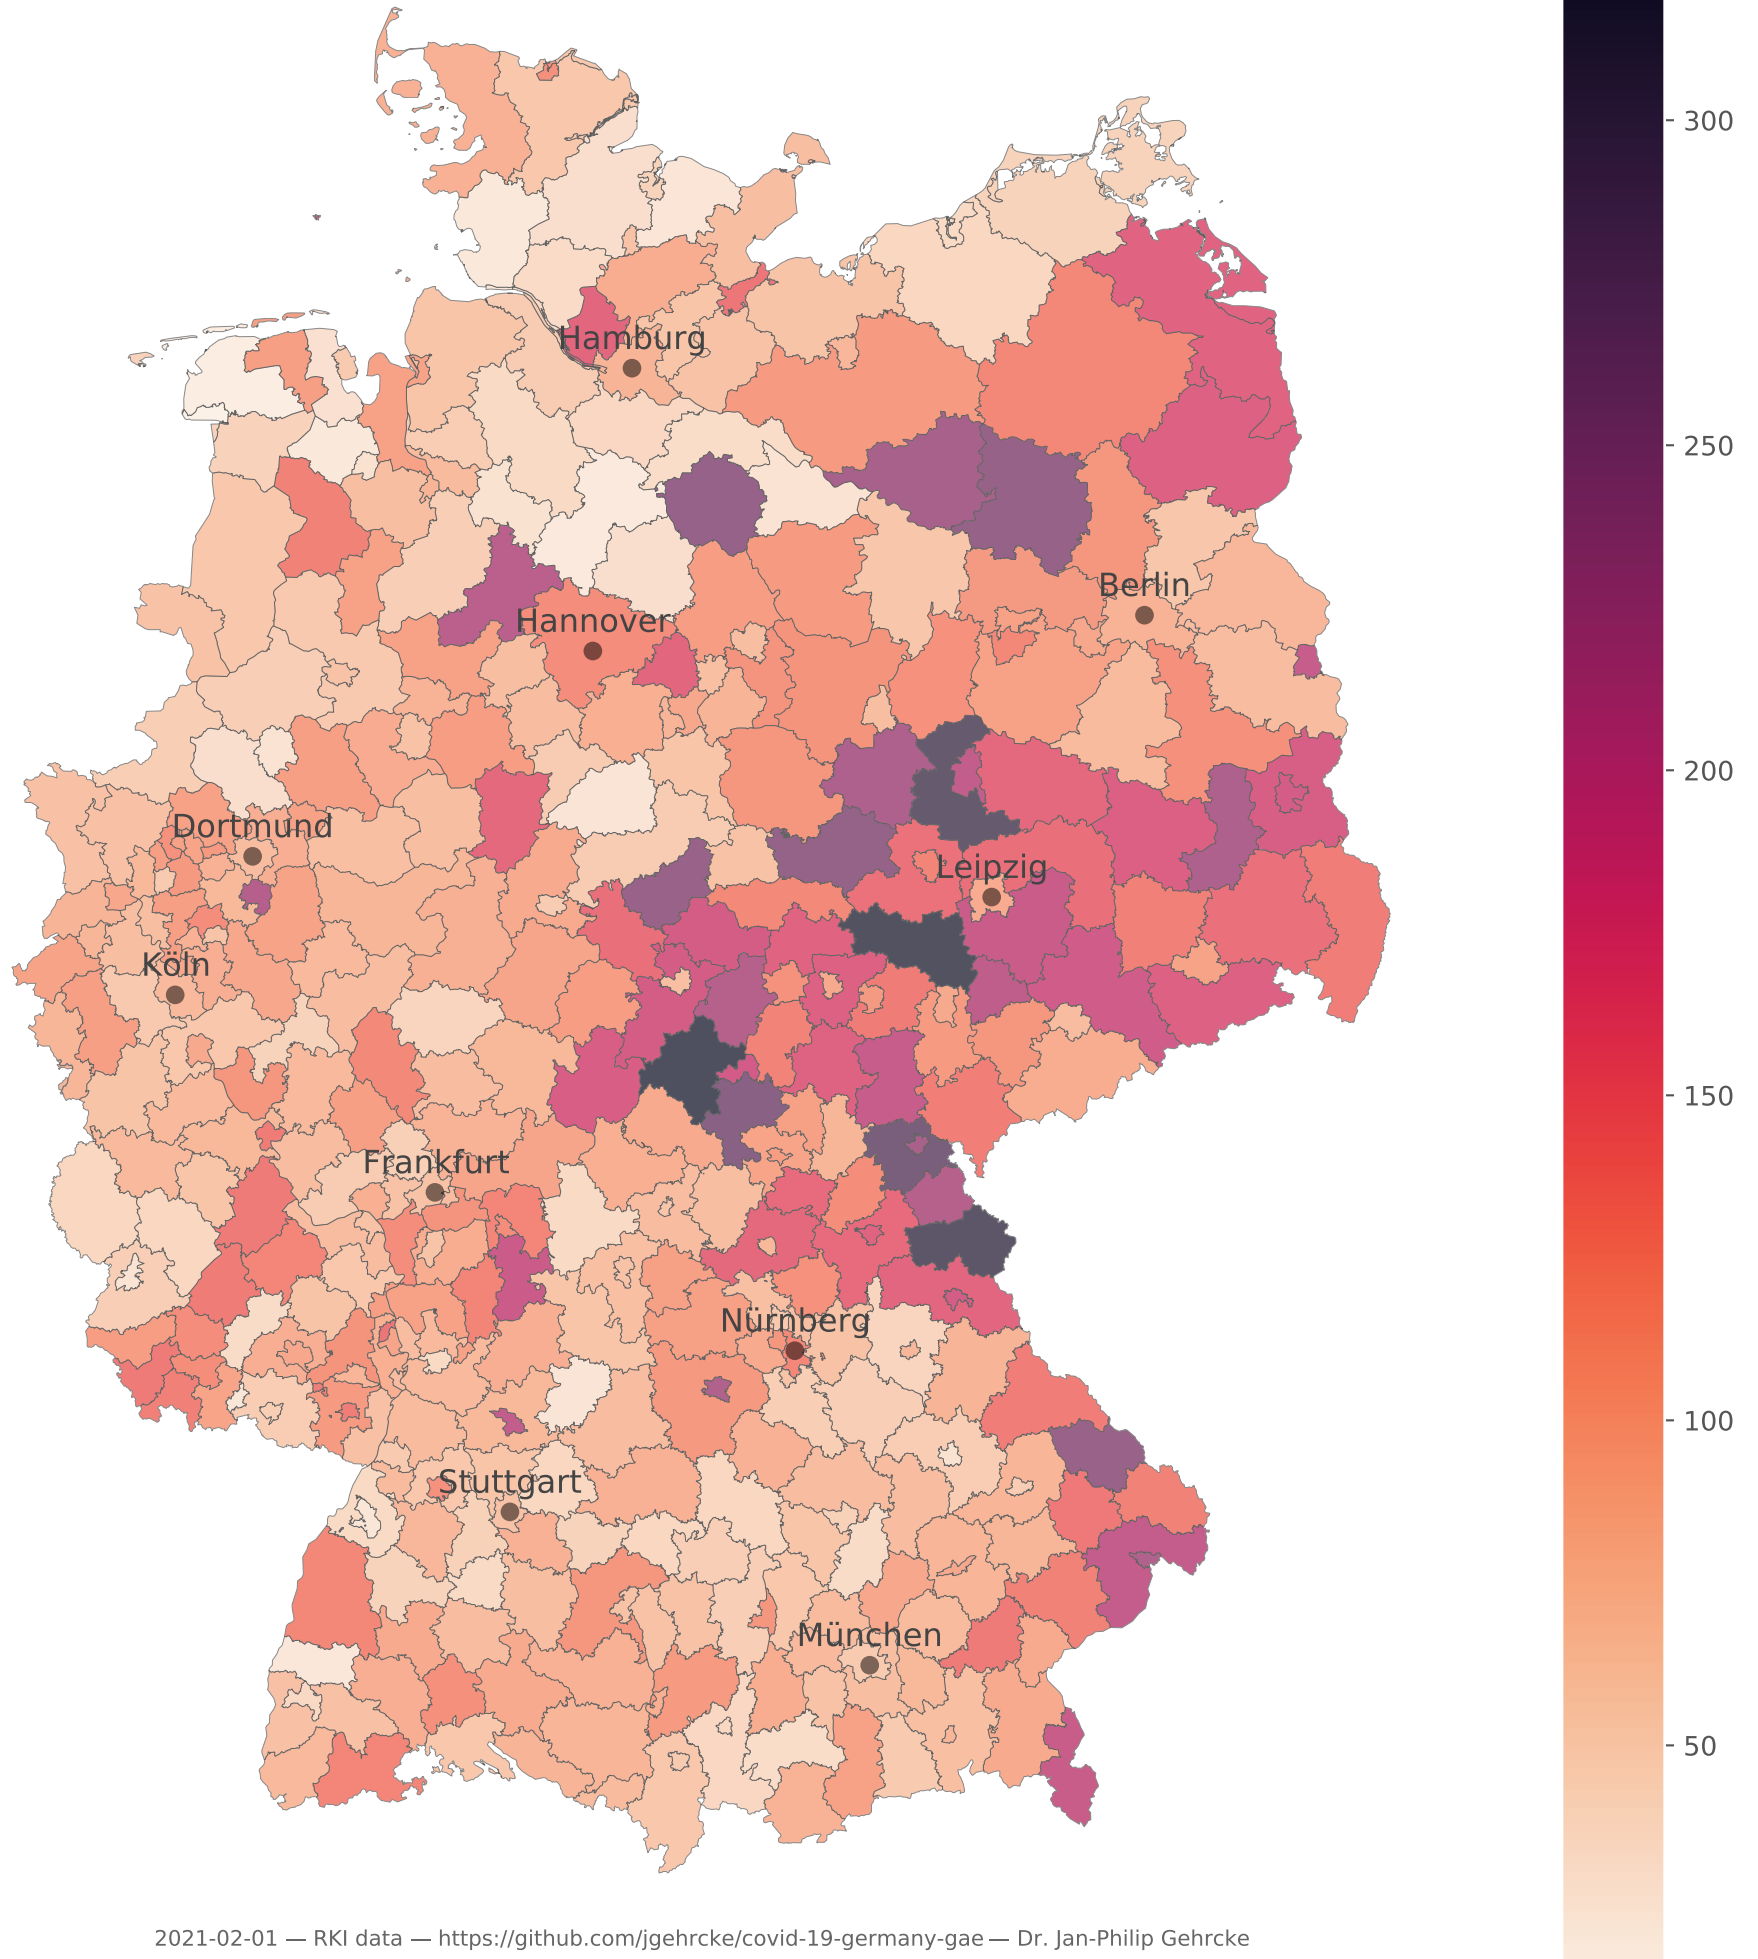 300
Hamburg
250
Berlin
Hannover
200
Dortmund
Leipzig
Köln
150
Frankfurt
Nürnberg
100
Stuttgart
München
50
2021-02-01 — RKI data — https://github.com/jgehrcke/covid-19-germany-gae — Dr. Jan-Philip Gehrcke